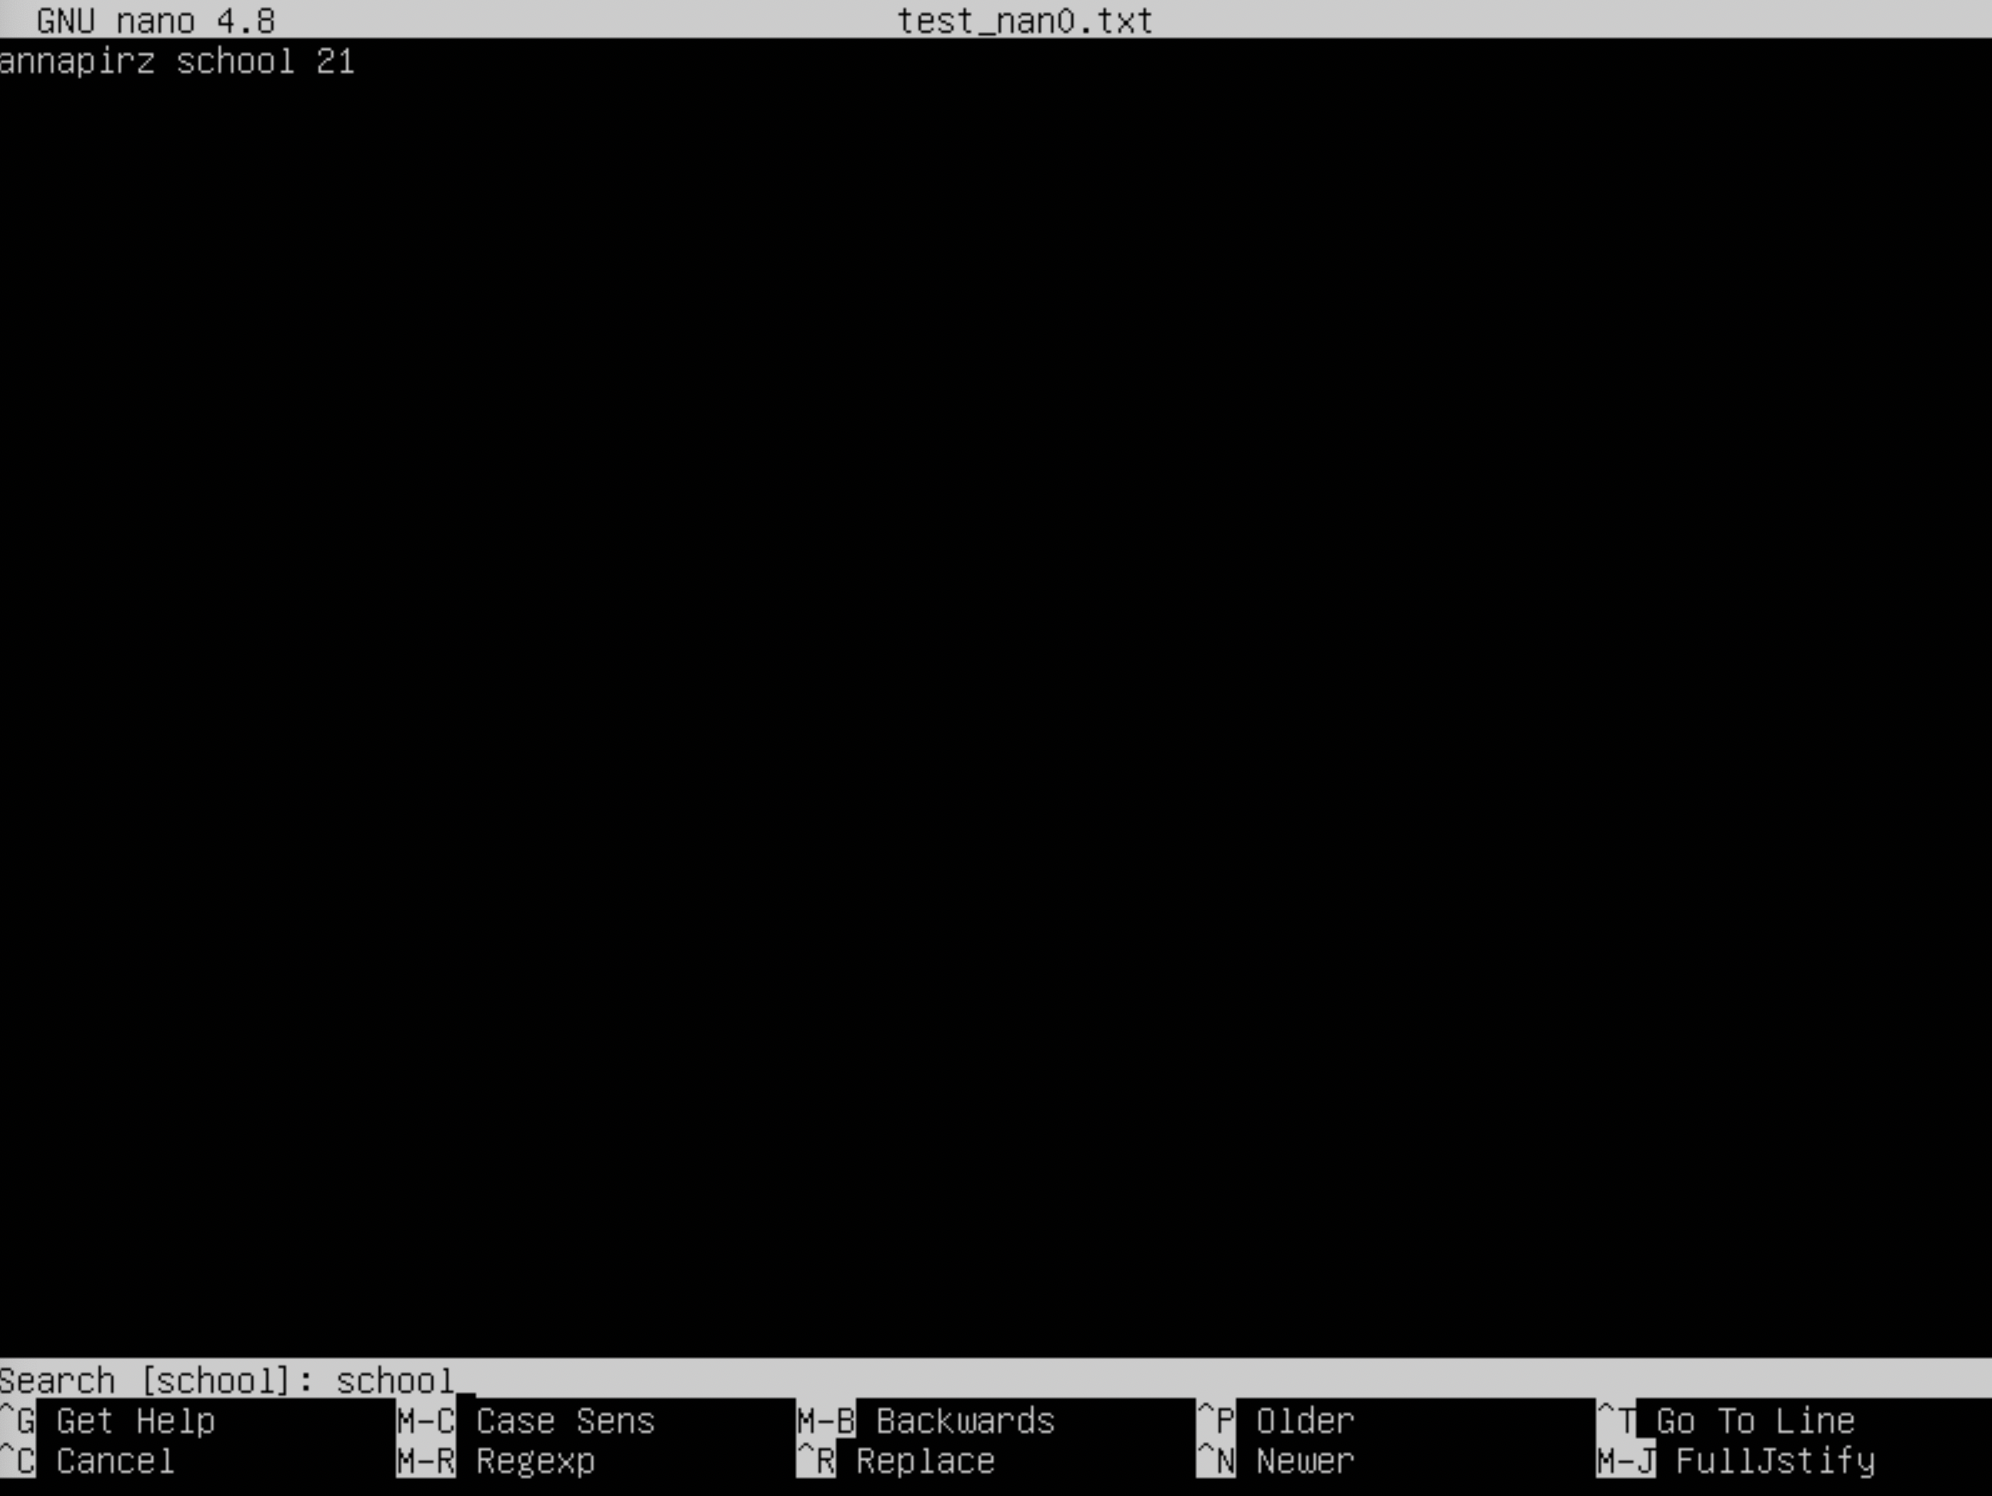 GNU nano 4.8 test_nan0.txt
annapirz school 21
Search [school]: school_
^G Get Help M-C Case Sens M-B Backwards ^P Older ^T Go To Line
^C Cancel M-R Regexp ^R Replace ^N Newer M-J FullJstify